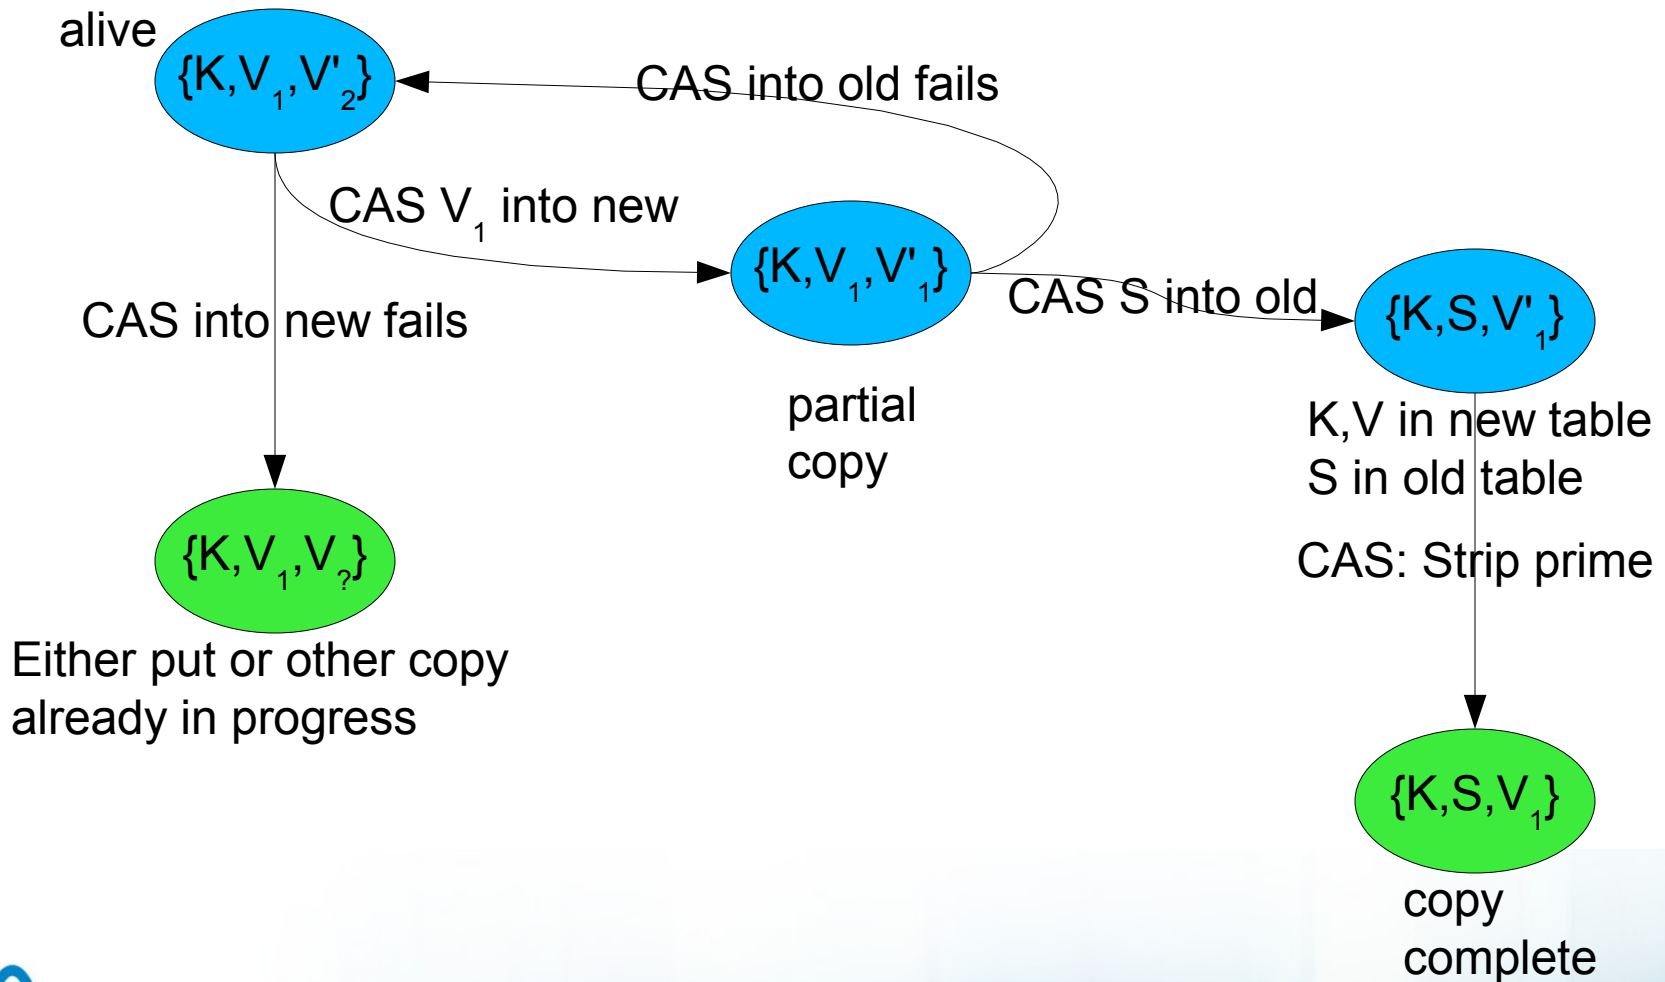 alive
{K,V₁,V'₂}
CAS into old fails
CAS V₁ into new
{K,V₁,V'₁}
CAS S into old
{K,S,V'₁}
CAS into new fails
partial
copy
K,V in new table
S in old table
{K,V₁,V?}
CAS: Strip prime
Either put or other copy
already in progress
{K,S,V₁}
copy
complete